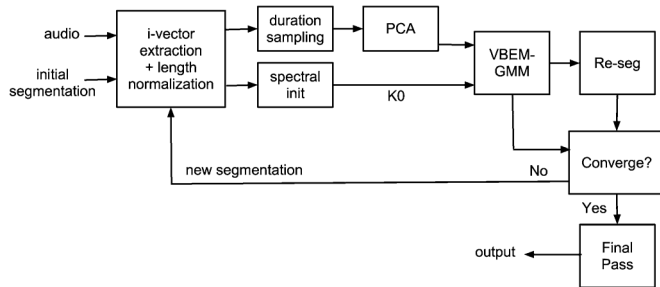 audio
initial
segmentation
i-vector
extraction
+ length
normalization
duration
sampling
PCA
spectral
init
K0
VBEM-
GMM
Re-seg
Converge?
No
new segmentation
Yes
Final
Pass
output